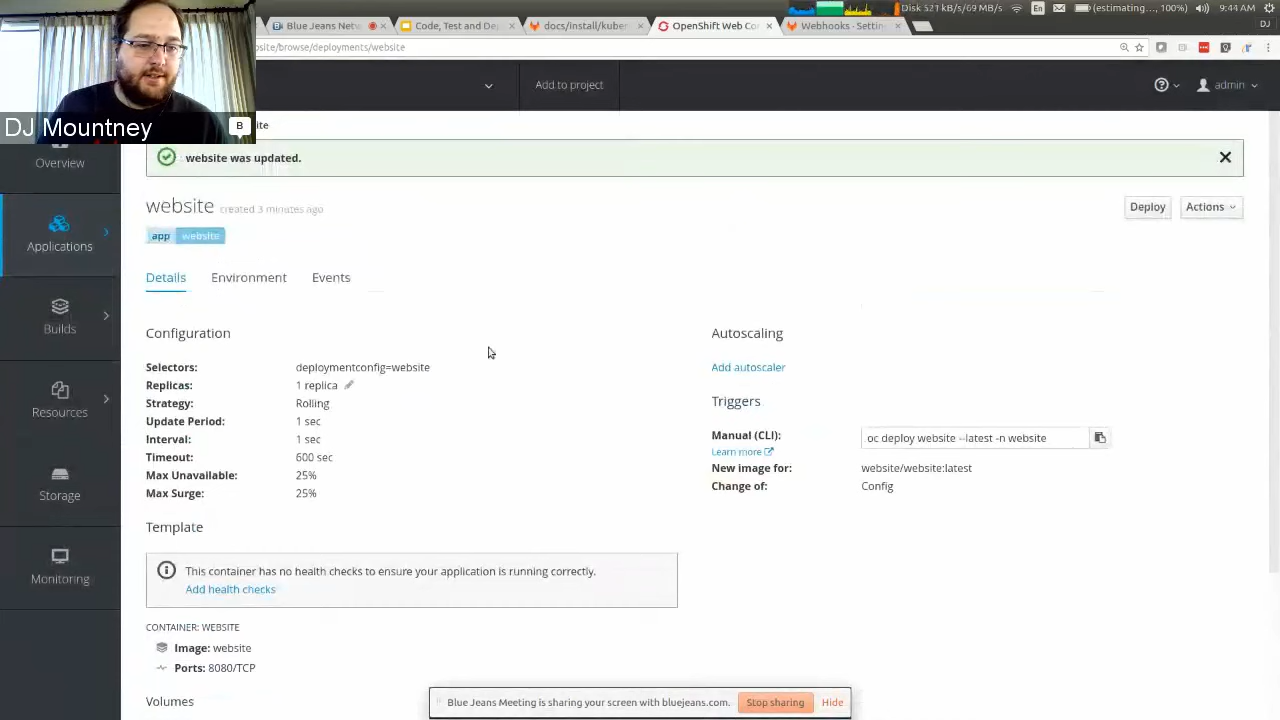 Disk 521 kB/s/69 MB/s
En
(estimating..., 100%)
9:44 AM
Blue Jeans Netw
Code, Test and De
docs/install/kuber
OpenShift Web Con
Webhooks - Settin
DJ
site/browse/deployments/website
Add to project
admin
DJ Mountney
B
ite
Overview
Applications
Builds
Resources
Storage
Monitoring
website was updated.
website created 3 minutes ago
Deploy
Actions
app website
Details Environment Events
Configuration
Selectors: deploymentconfig=website
Replicas: 1 replica
Strategy: Rolling
Update Period: 1 sec
Interval: 1 sec
Timeout: 600 sec
Max Unavailable: 25%
Max Surge: 25%
Autoscaling
Add autoscaler
Triggers
Manual (CLI): oc deploy website --latest -n website
Learn more
New image for: website/website:latest
Change of: Config
Template
This container has no health checks to ensure your application is running correctly.
Add health checks
CONTAINER: WEBSITE
Image: website
Ports: 8080/TCP
Volumes
Blue Jeans Meeting is sharing your screen with bluejeans.com. Stop sharing Hide